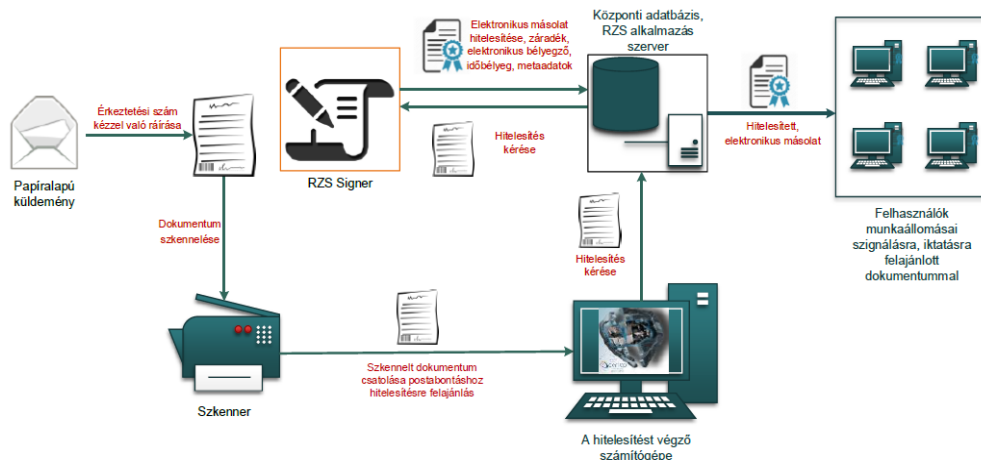 Elektronikus másolat
hitelesítése, záradék,
elektronikus bélyegző,
időbélyeg, metaadatok
Központi adatbázis,
RZS alkalmazás
szerver
Érkeztetési szám
kézzel való ráírása
Hitelesítés
kérése
Hitelesített,
elektronikus másolat
Papíralapú
küldemény
RZS Signer
Felhasználók
munkaállomásai
szignálásra, iktatásra
felajánlott
dokumentummal
Dokumentum
szkennelése
Hitelesítés
kérése
Szkennelt dokumentum
csatolása postabontáshoz
hitelesítésre felajánlás
Szkenner
A hitelesítést végző
számítógépe